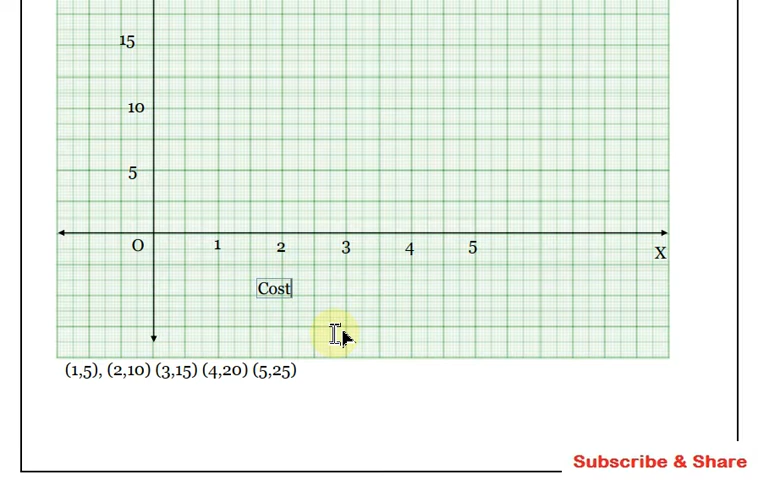 15
10
5
O 1 2 3 4 5 X
Cost
(1,5), (2,10) (3,15) (4,20) (5,25)
Subscribe & Share